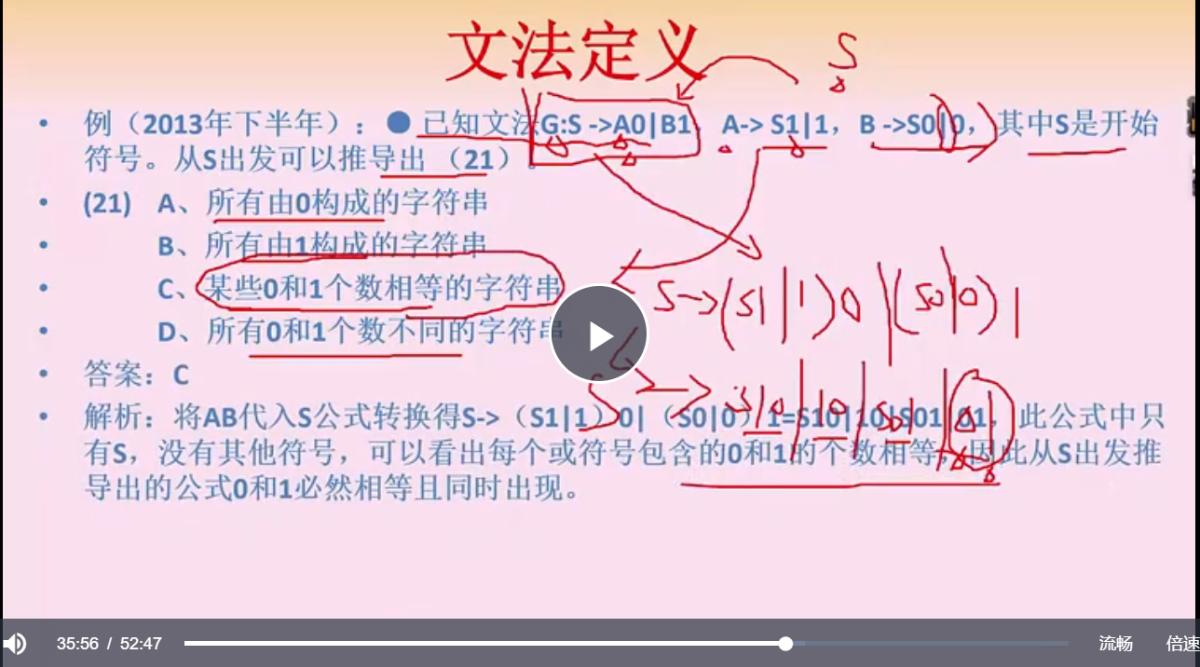 文法定义
S
• 例（2013年下半年）：● 已知文法G:S ->A0|B1，A-> S1|1，B ->S0|0，其中S是开始
符号。从S出发可以推导出 （21） 。
• (21) A、所有由0构成的字符串
• B、所有由1构成的字符串
• C、某些0和1个数相等的字符串
• D、所有0和1个数不同的字符串
S→(S1|1)0|(S0|0)1
• 答案：C
S→S10|10|S01|01
• 解析：将AB代入S公式转换得S->（S1|1）0|（S0|0）1=S10|10|S01|01，此公式中只
有S，没有其他符号，可以看出每个或符号包含的0和1的个数相等，因此从S出发推
导出的公式0和1必然相等且同时出现。
35:56 / 52:47 流畅 倍速